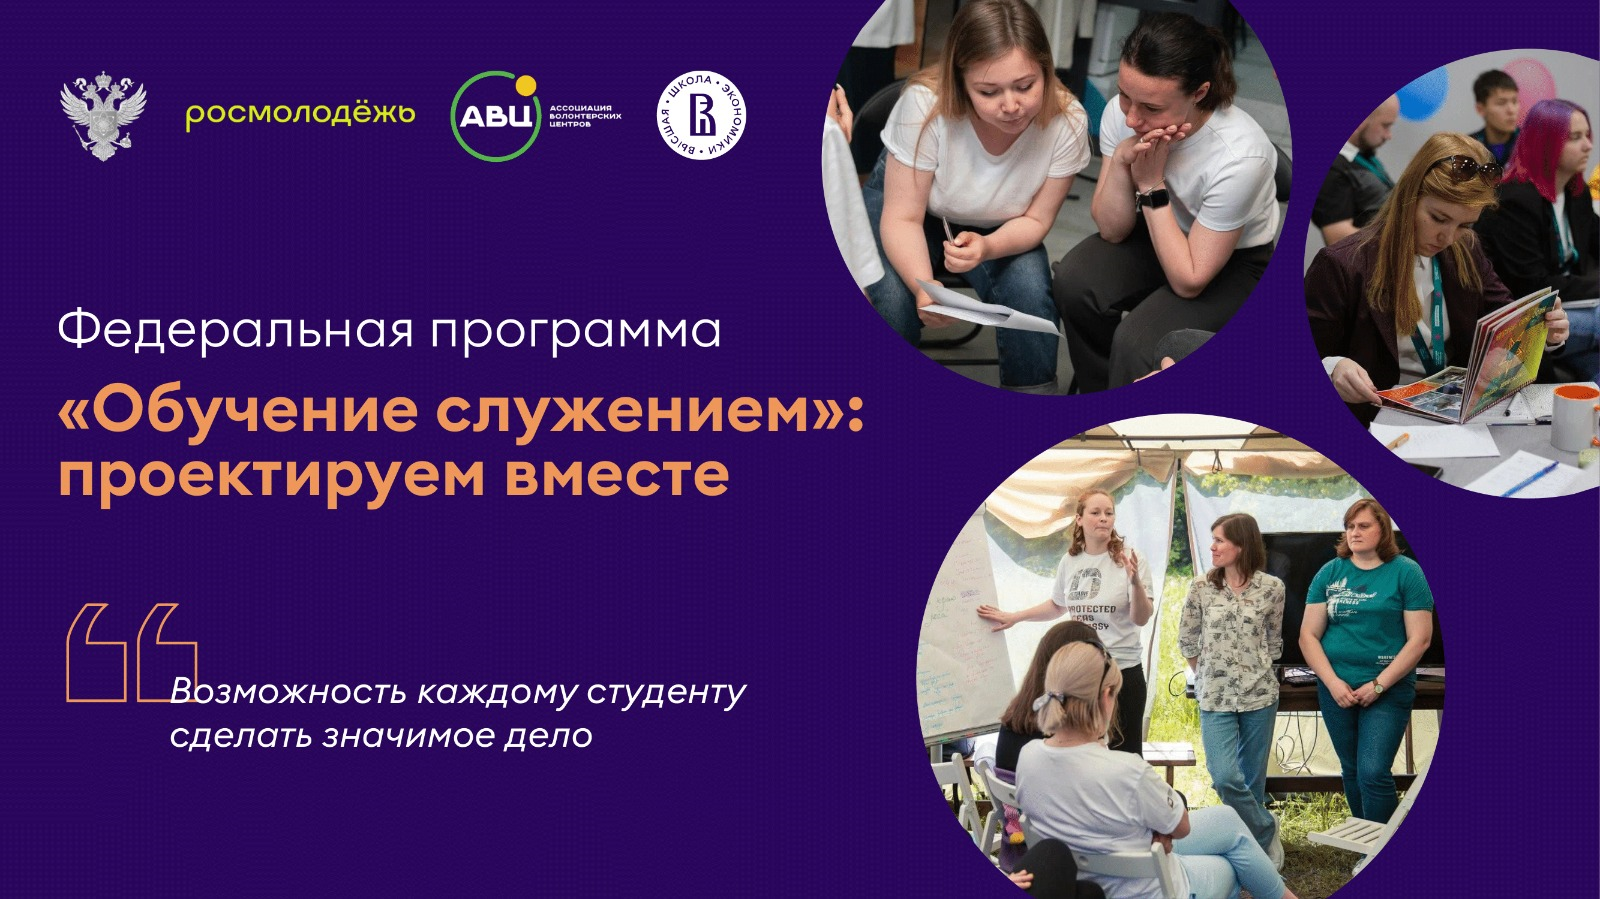 росмолодёжь
АВЦ
АССОЦИАЦИЯ
ВОЛОНТЕРСКИХ
ЦЕНТРОВ
ВЫСШАЯ • ШКОЛА • ЭКОНОМИКИ •
Федеральная программа
«Обучение служением»:
проектируем вместе
Возможность каждому студенту
сделать значимое дело
PROTECTED